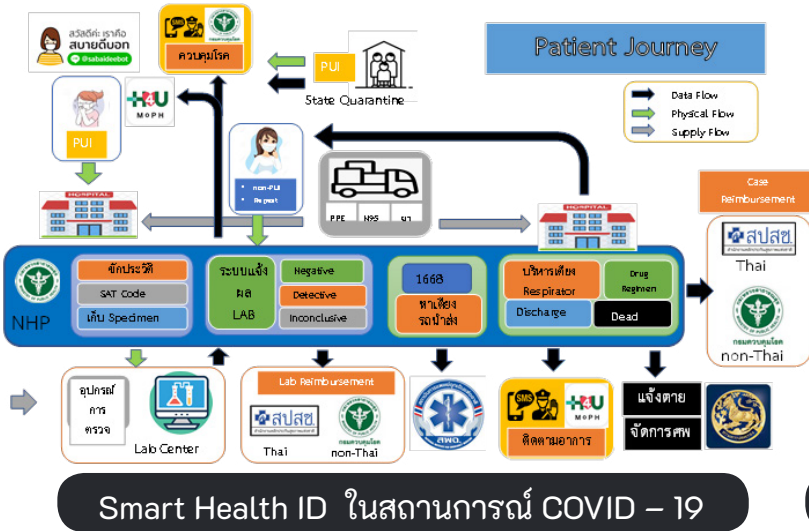 สวัสดีค่ะ เราคือ
สบายดีบอท
@sabaideebot
SMS
ควบคุมโรค
PUI
State Quarantine
Patient Journey
Data Flow
Physical Flow
Supply Flow
PUI
H4U
MOPH
non-PUI
Repeat
PPE
N95
ยา
HOSPITAL
HOSPITAL
Case
Reimbursement
สปสช.
Thai
กรมควบคุมโรค
non-Thai
NHP
ซักประวัติ
SAT Code
เก็บ Specimen
ระบบแจ้ง
ผล
LAB
Negative
Detective
Inconclusive
1668
หาเตียง
รถนำส่ง
บริหารเตียง
Respirator
Drug
Regimen
Discharge
Dead
อุปกรณ์
การ
ตรวจ
Lab Center
Lab Reimbursement
สปสช.
Thai
กรมควบคุมโรค
non-Thai
สพฉ.
SMS
H4U
MOPH
ติดตามอาการ
แจ้งตาย
จัดการศพ
Smart Health ID ในสถานการณ์ COVID – 19